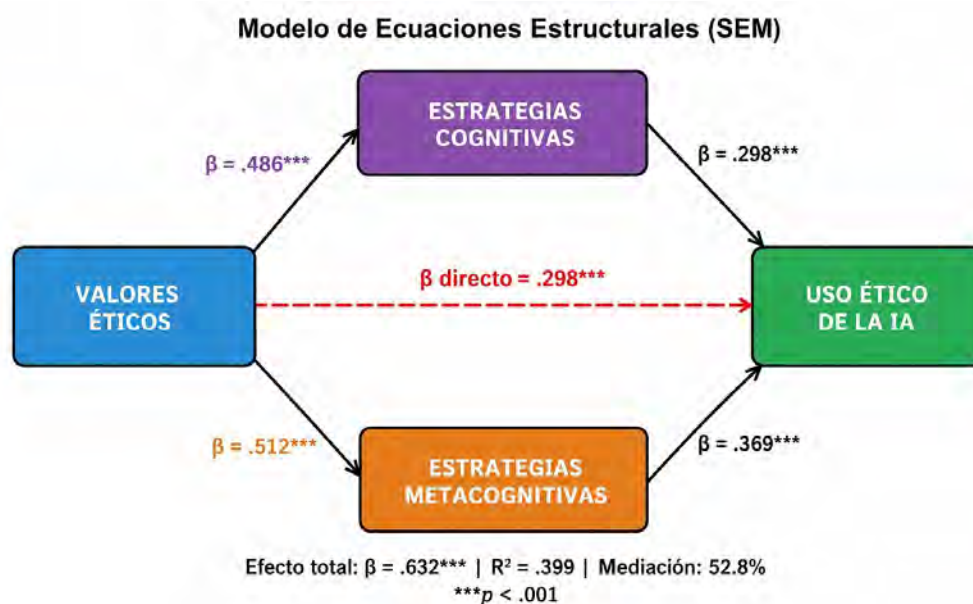 Modelo de Ecuaciones Estructurales (SEM)
ESTRATEGIAS
COGNITIVAS
β = .486***
β = .298***
VALORES
ÉTICOS
β directo = .298***
USO ÉTICO
DE LA IA
β = .512***
β = .369***
ESTRATEGIAS
METACOGNITIVAS
Efecto total: β = .632*** | R² = .399 | Mediación: 52.8%
***p < .001